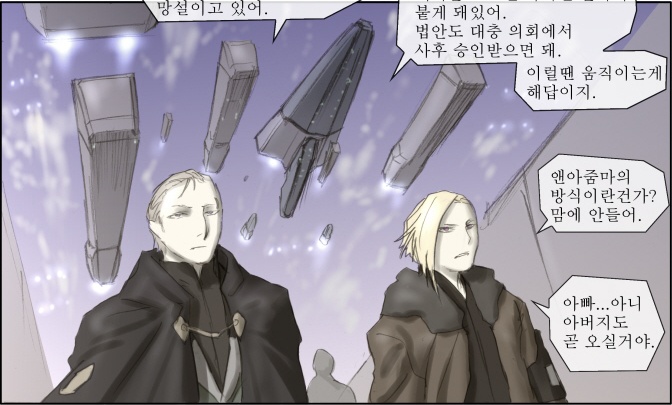 망설이고 있어.
붙게 돼있어.
법안도 대충 의회에서
사후 승인받으면 돼.
이럴땐 움직이는게
해답이지.
앤아줌마의
방식이란건가?
맘에 안들어.
아빠...아니
아버지도
곧 오실거야.